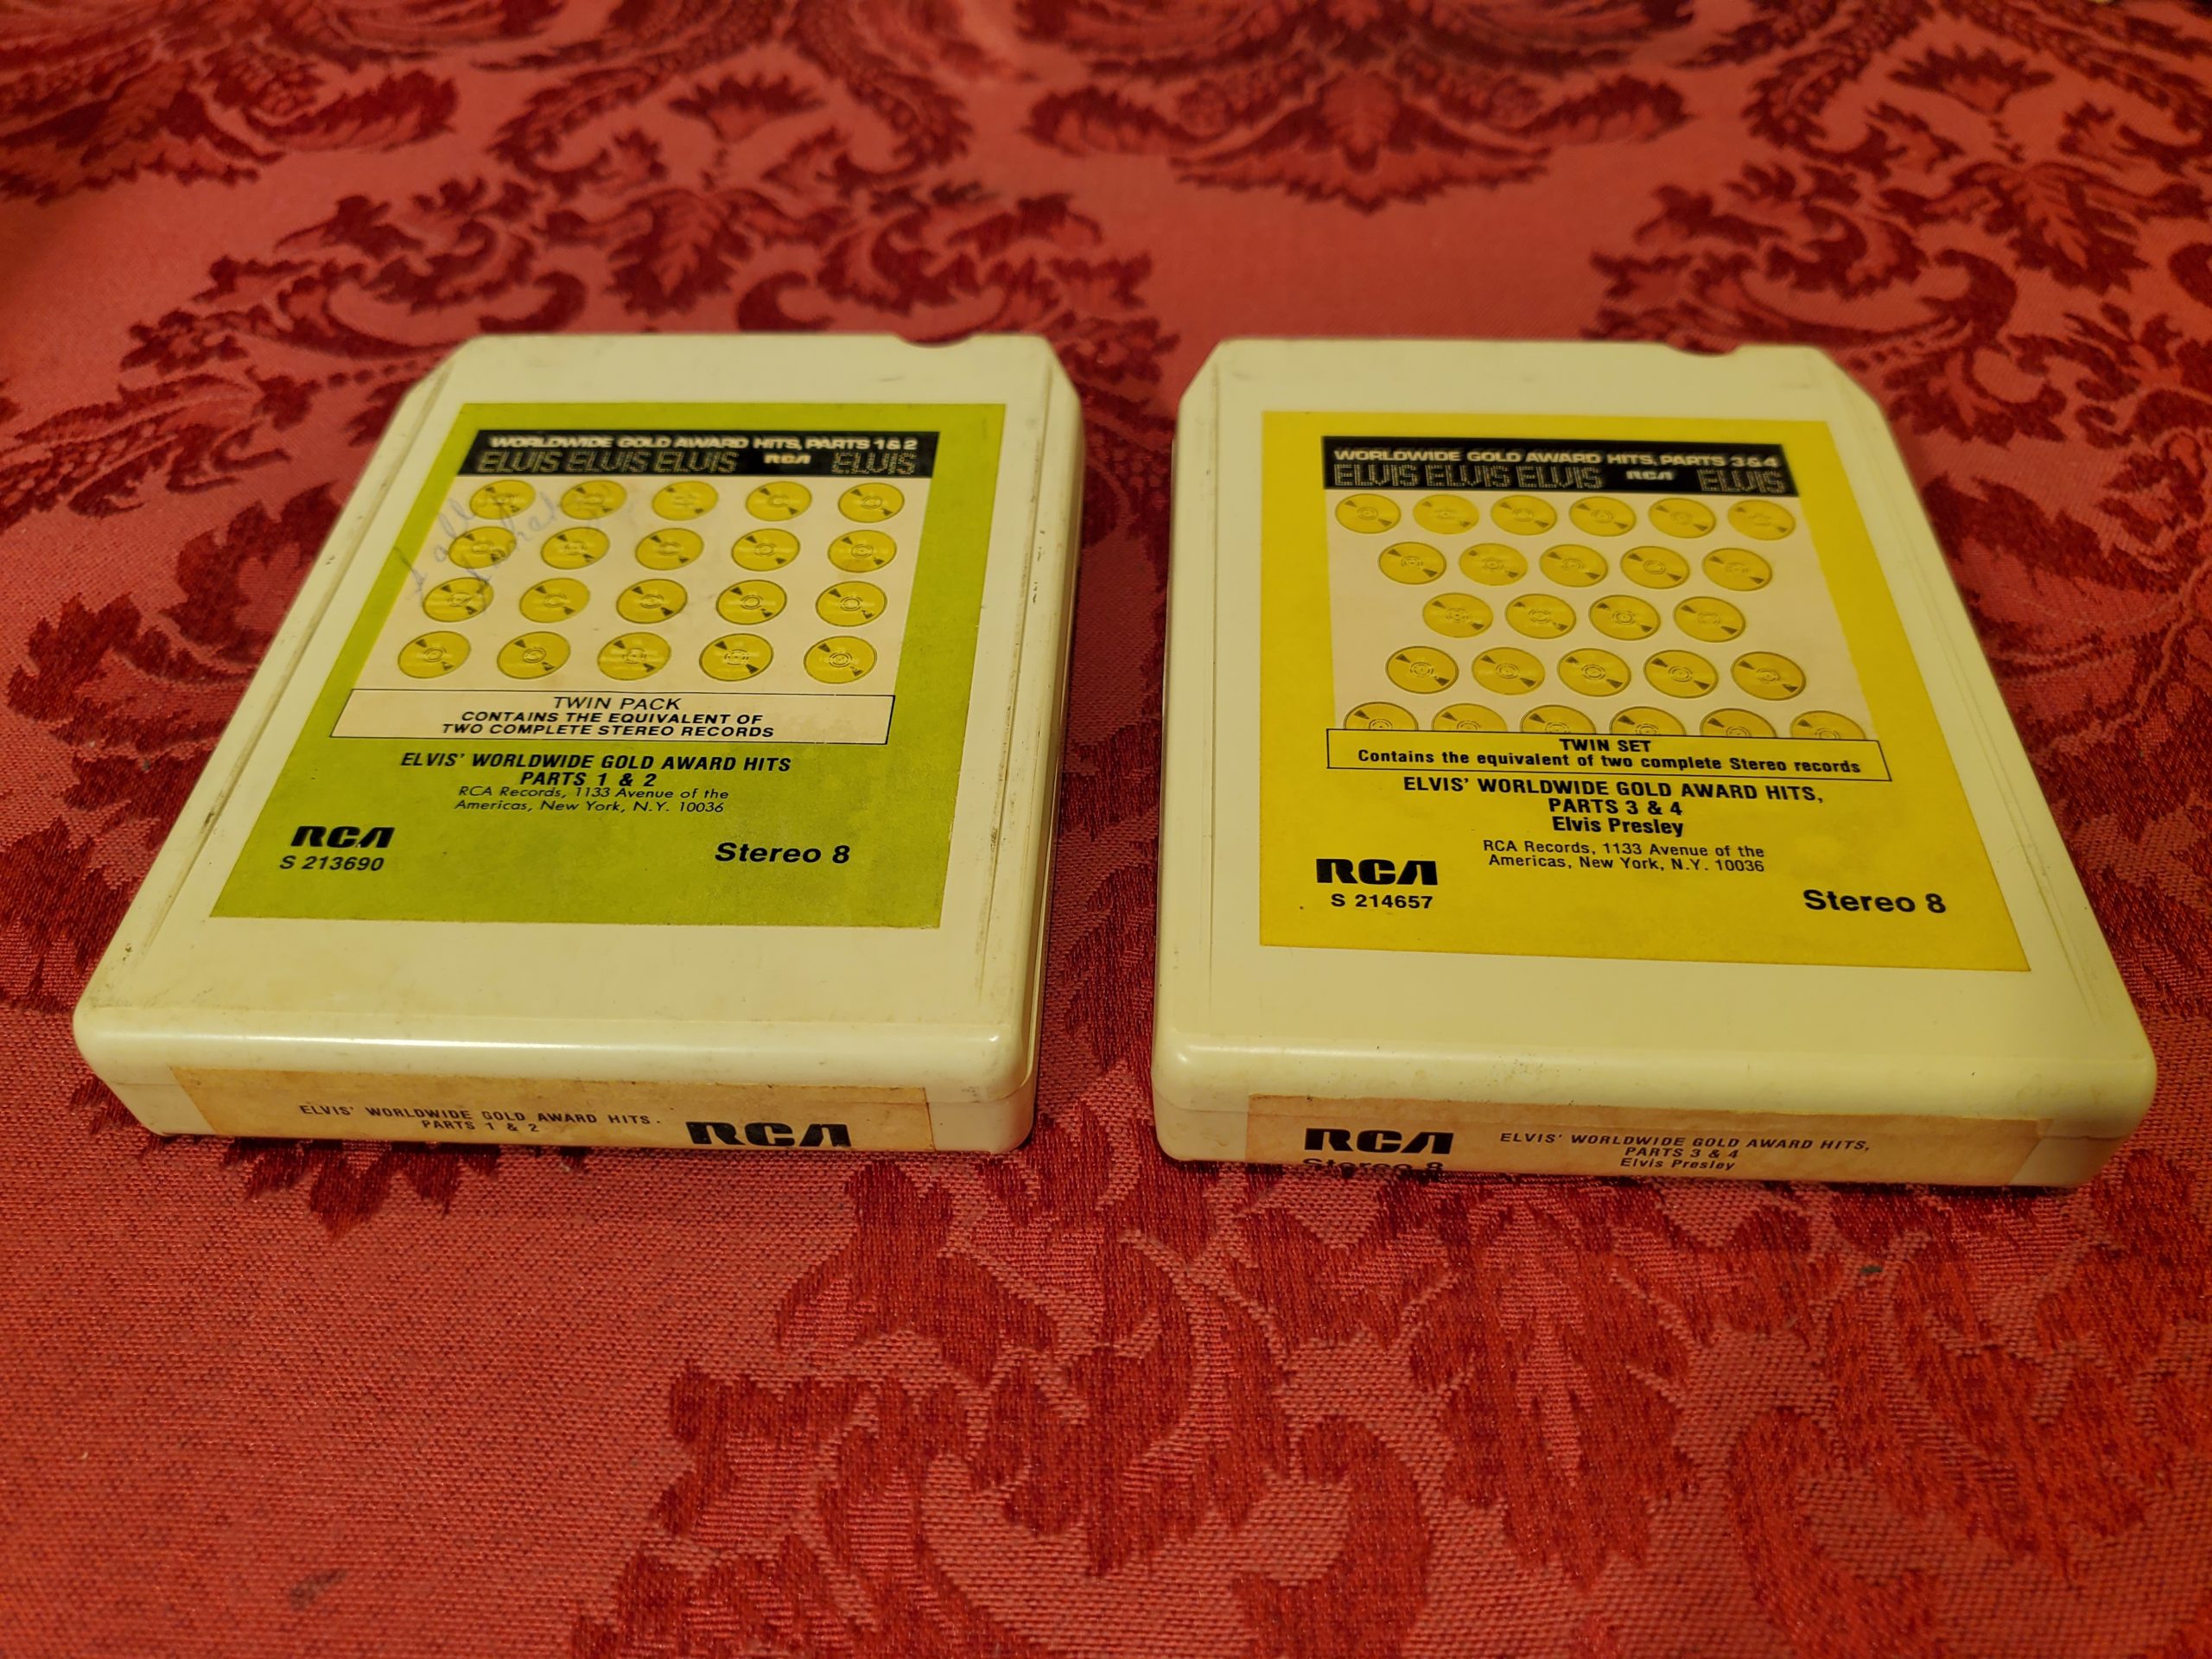 WORLDWIDE GOLD AWARD HITS, PARTS 1 & 2
ELVIS ELVIS ELVIS RCA ELVIS
TWIN PACK
CONTAINS THE EQUIVALENT OF
TWO COMPLETE STEREO RECORDS
ELVIS' WORLDWIDE GOLD AWARD HITS
PARTS 1 & 2
RCA Records, 1133 Avenue of the
Americas, New York, N.Y. 10036
RCA
S 213690
Stereo 8
ELVIS' WORLDWIDE GOLD AWARD HITS.
PARTS 1 & 2
RCA
WORLDWIDE GOLD AWARD HITS, PARTS 3 & 4
ELVIS ELVIS ELVIS RCA ELVIS
TWIN SET
Contains the equivalent of two complete Stereo records
ELVIS' WORLDWIDE GOLD AWARD HITS,
PARTS 3 & 4
Elvis Presley
RCA Records, 1133 Avenue of the
Americas, New York, N.Y. 10036
RCA
S 214657
Stereo 8
RCA
Stereo 8
ELVIS' WORLDWIDE GOLD AWARD HITS,
PARTS 3 & 4
Elvis Presley